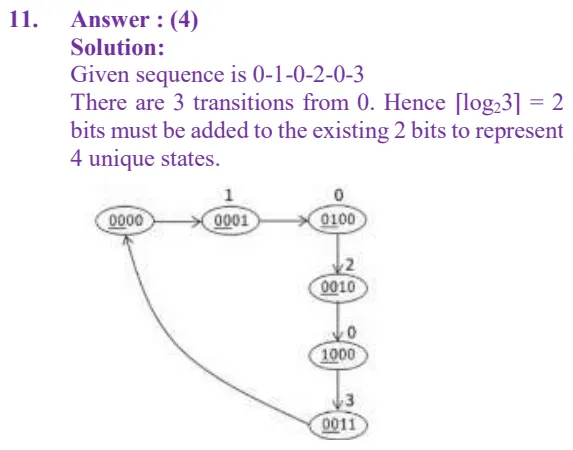 11. Answer : (4)
Solution:
Given sequence is 0-1-0-2-0-3
There are 3 transitions from 0. Hence ⌈log₂3⌉ = 2
bits must be added to the existing 2 bits to represent
4 unique states.
1 0
0000 0001 0100
2
0010
0
1000
3
0011